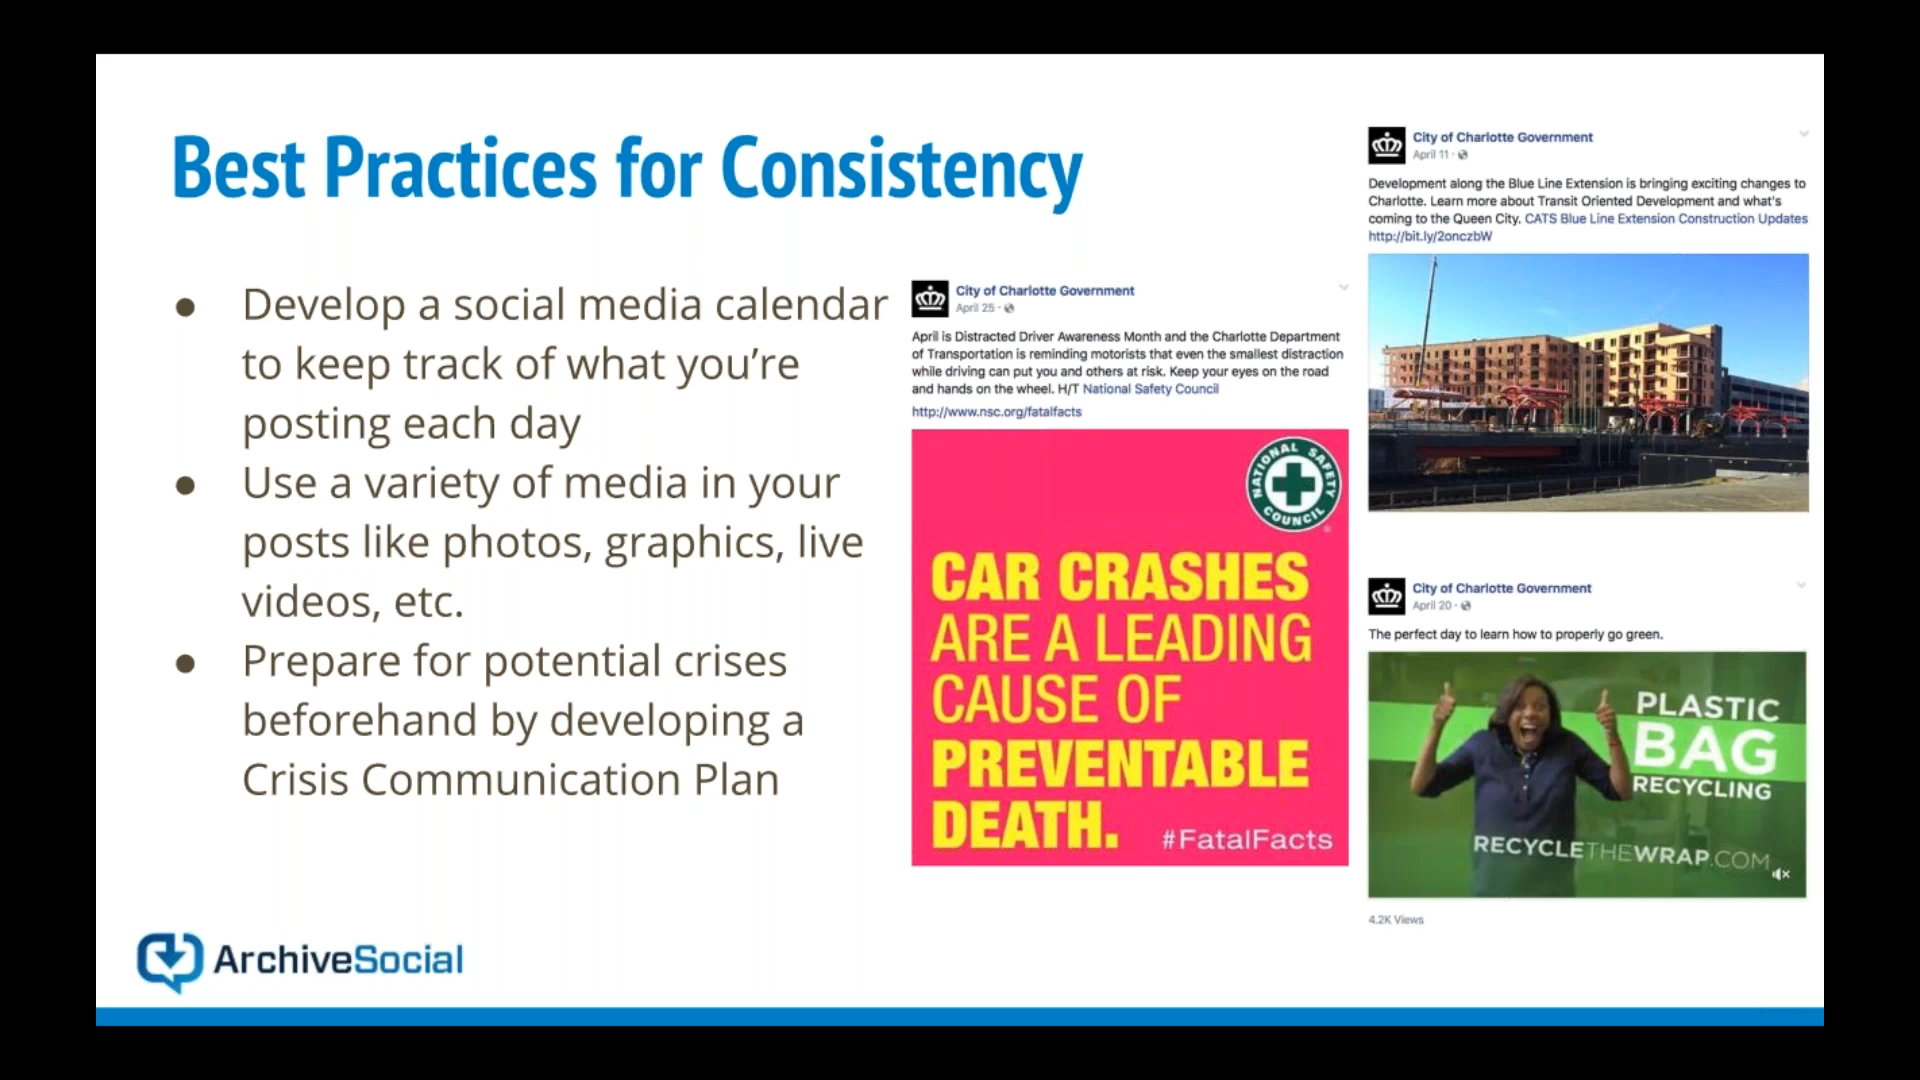 Best Practices for Consistency
● Develop a social media calendar
to keep track of what you’re
posting each day
● Use a variety of media in your
posts like photos, graphics, live
videos, etc.
● Prepare for potential crises
beforehand by developing a
Crisis Communication Plan
ArchiveSocial
City of Charlotte Government
April 25 ·
April is Distracted Driver Awareness Month and the Charlotte Department
of Transportation is reminding motorists that even the smallest distraction
while driving can put you and others at risk. Keep your eyes on the road
and hands on the wheel. H/T National Safety Council
http://www.nsc.org/fatalfacts
NATIONAL SAFETY
COUNCIL
®
CAR CRASHES
ARE A LEADING
CAUSE OF
PREVENTABLE
DEATH.
#FatalFacts
City of Charlotte Government
April 11 ·
Development along the Blue Line Extension is bringing exciting changes to
Charlotte. Learn more about Transit Oriented Development and what's
coming to the Queen City. CATS Blue Line Extension Construction Updates
http://bit.ly/2onczbW
City of Charlotte Government
April 20 ·
The perfect day to learn how to properly go green.
PLASTIC
BAG
RECYCLING
RECYCLETHEWRAP.COM
4.2K Views